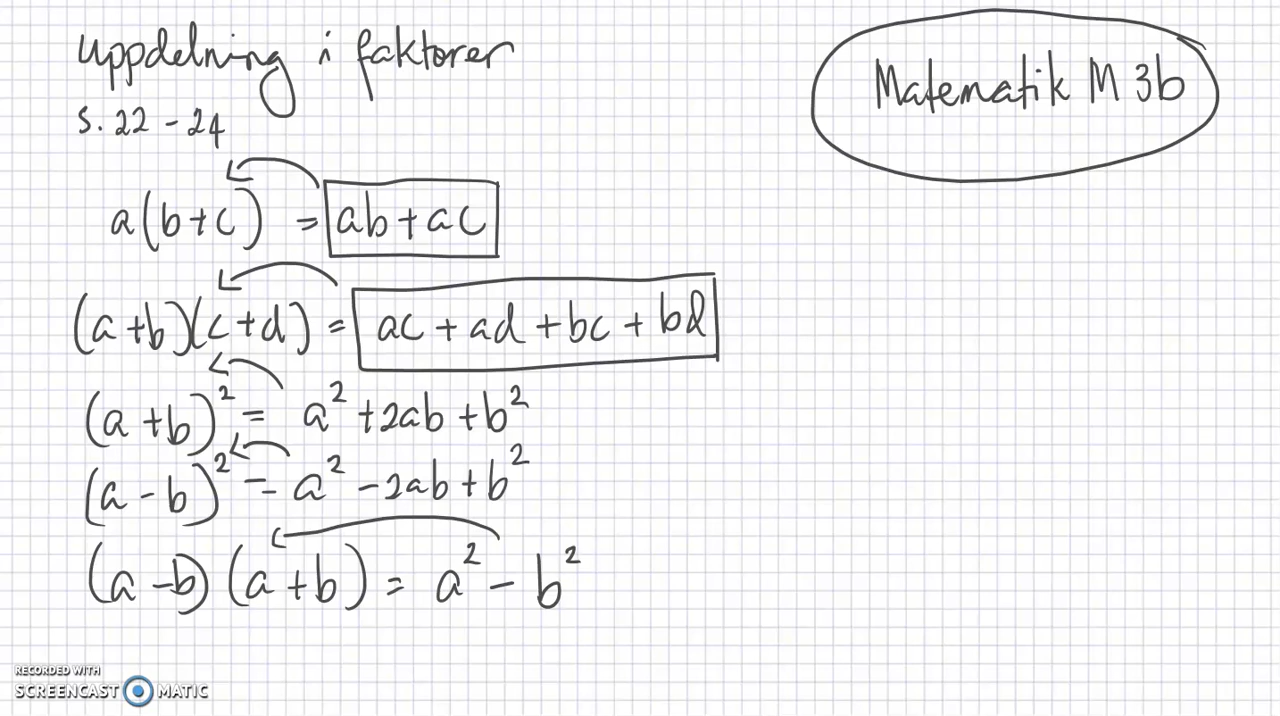 Uppdelning i faktorer
Matematik M 3b
s. 22 - 24
a(b+c) = ab+ac
(a+b)(c+d) = ac+ad+bc+bd
(a+b)² = a²+2ab+b²
(a-b)² = a²-2ab+b²
(a-b)(a+b) = a²-b²
RECORDED WITH
SCREENCAST MATIC